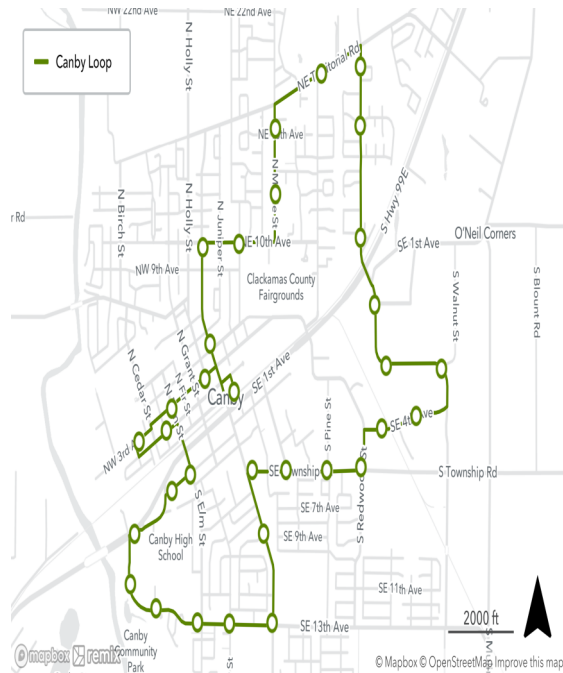 NW 22nd Ave
NE 22nd Ave
N Holly St
Canby Loop
NE Territorial Rd
Ave
S Hwy 99E
N Birch St
N Holly St
N Juniper St
r Rd
NE 10th Ave
SE 1st Ave
O'Neil Corners
NW 9th Ave
Clackamas County
Fairgrounds
S Walnut St
S Blount Rd
N Cedar St
N Grant St
SE 1st Ave
Canby
NW 3rd A
SE 4th Ave
S Pine St
S Redwood St
SE Township
S Township Rd
S Elm St
SE 7th Ave
SE 9th Ave
Canby High
School
SE 11th Ave
2000 ft
SE 13th Ave
Canby
Community
Park
St
S M
mapbox remix
© Mapbox © OpenStreetMap Improve this map